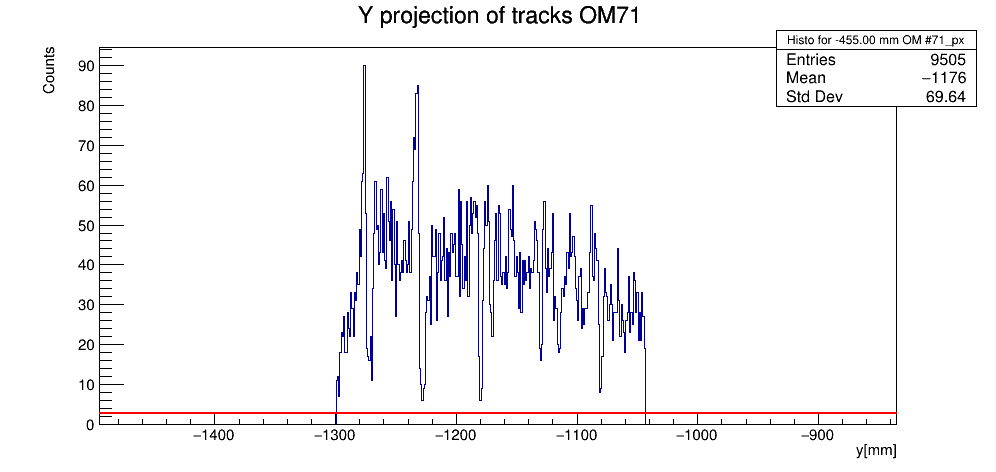 Y projection of tracks OM71
Histo for -455.00 mm OM #71_px
Entries 9505
Mean −1176
Std Dev 69.64
Counts
90
80
70
60
50
40
30
20
10
0
−1400 −1300 −1200 −1100 −1000 −900
y[mm]